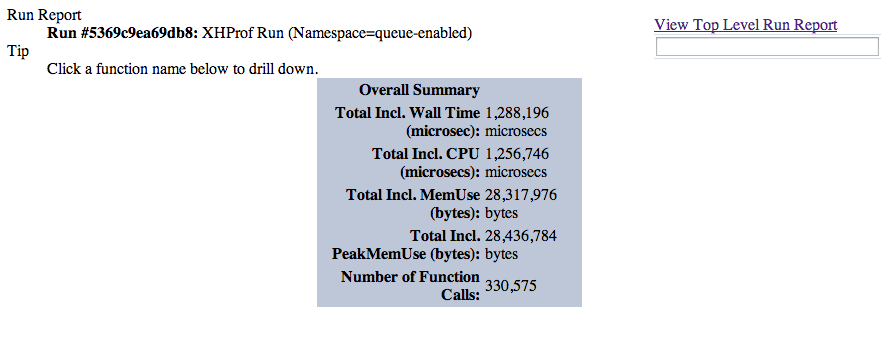 Run Report
Run #5369c9ea69db8: XHProf Run (Namespace=queue-enabled)
Tip
Click a function name below to drill down.
View Top Level Run Report
Overall Summary
Total Incl. Wall Time 1,288,196
(microsec): microsecs
Total Incl. CPU 1,256,746
(microsecs): microsecs
Total Incl. MemUse 28,317,976
(bytes): bytes
Total Incl. 28,436,784
PeakMemUse (bytes): bytes
Number of Function
Calls: 330,575